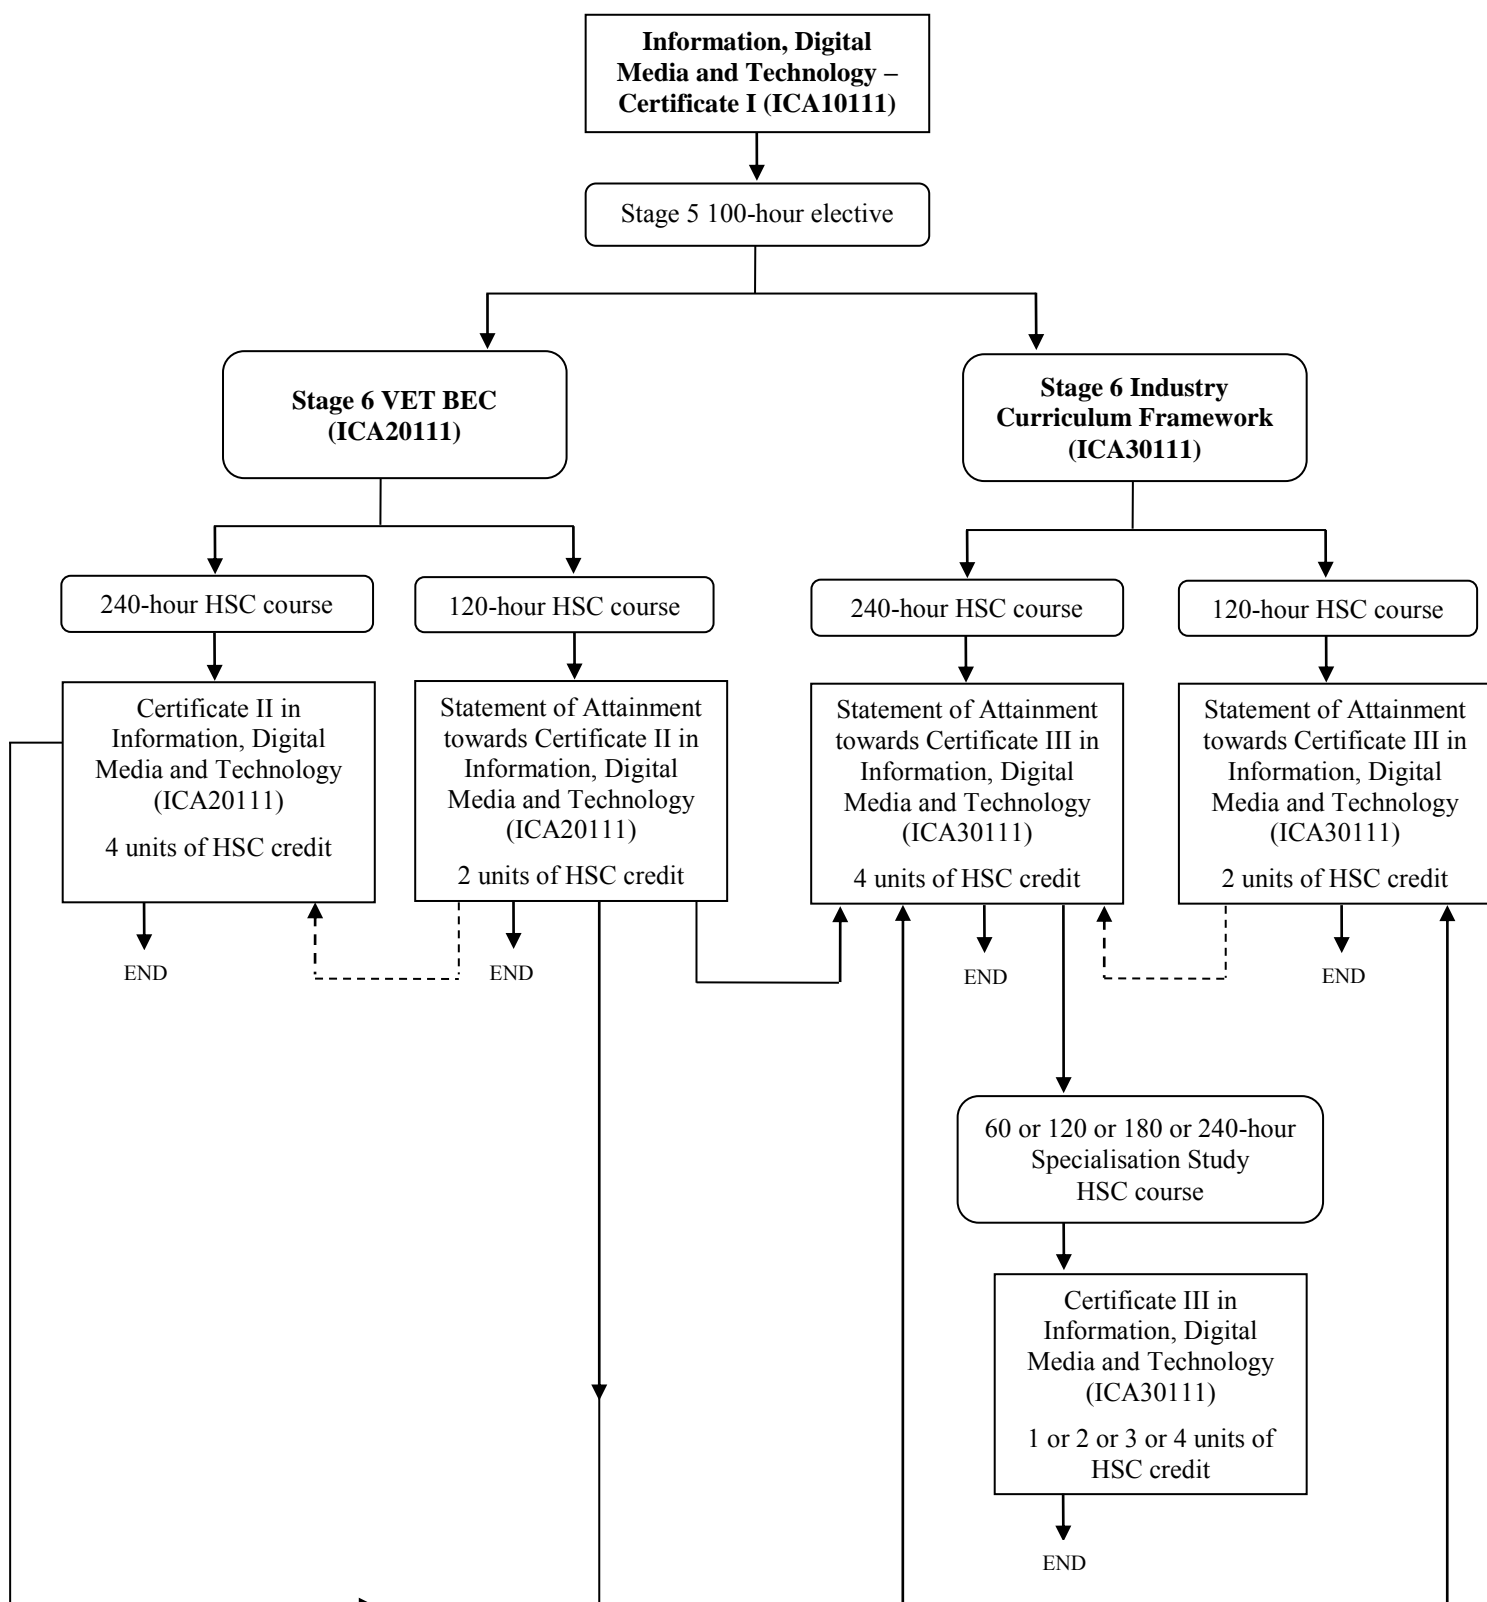 Information, Digital
Media and Technology –
Certificate I (ICA10111)
Stage 5 100-hour elective
Stage 6 VET BEC
(ICA20111)
Stage 6 Industry
Curriculum Framework
(ICA30111)
240-hour HSC course
120-hour HSC course
240-hour HSC course
120-hour HSC course
Certificate II in
Information, Digital
Media and Technology
(ICA20111)
4 units of HSC credit
Statement of Attainment
towards Certificate II in
Information, Digital
Media and Technology
(ICA20111)
2 units of HSC credit
Statement of Attainment
towards Certificate III in
Information, Digital
Media and Technology
(ICA30111)
4 units of HSC credit
Statement of Attainment
towards Certificate III in
Information, Digital
Media and Technology
(ICA30111)
2 units of HSC credit
END
END
END
END
60 or 120 or 180 or 240-hour
Specialisation Study
HSC course
Certificate III in
Information, Digital
Media and Technology
(ICA30111)
1 or 2 or 3 or 4 units of
HSC credit
END